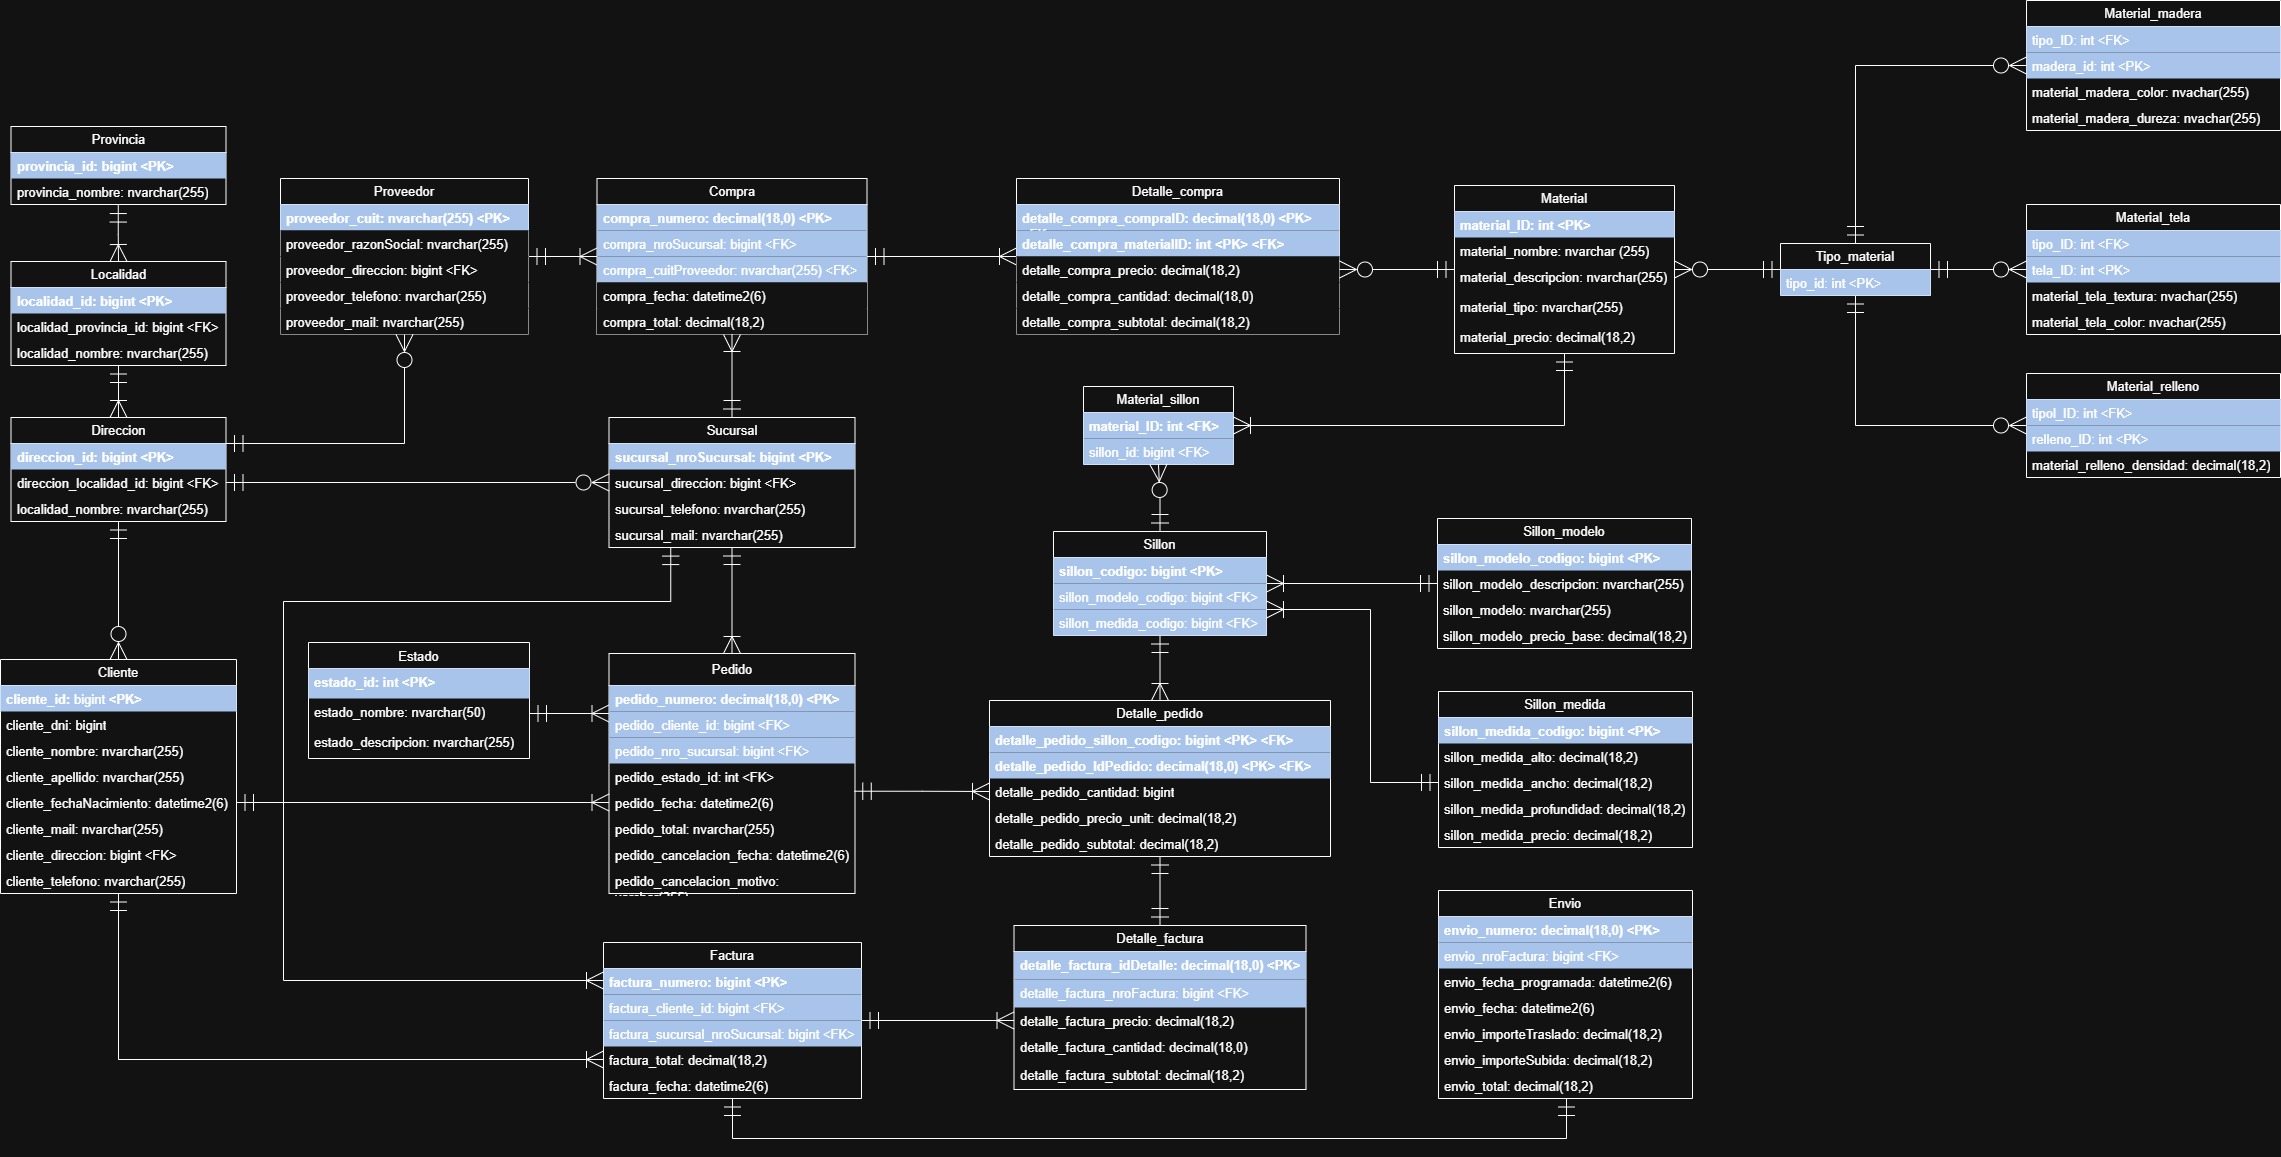 Material_madera
tipo_ID: int <FK>
madera_id: int <PK>
material_madera_color: nvachar(255)
material_madera_dureza: nvachar(255)
Provincia
provincia_id: bigint <PK>
provincia_nombre: nvarchar(255)
Proveedor
proveedor_cuit: nvarchar(255) <PK>
proveedor_razonSocial: nvarchar(255)
proveedor_direccion: bigint <FK>
proveedor_telefono: nvarchar(255)
proveedor_mail: nvarchar(255)
Compra
compra_numero: decimal(18,0) <PK>
compra_nroSucursal: bigint <FK>
compra_cuitProveedor: nvarchar(255) <FK>
compra_fecha: datetime2(6)
compra_total: decimal(18,2)
Detalle_compra
detalle_compra_compraID: decimal(18,0) <PK>
detalle_compra_materialID: int <PK> <FK>
detalle_compra_precio: decimal(18,2)
detalle_compra_cantidad: decimal(18,0)
detalle_compra_subtotal: decimal(18,2)
Material
material_ID: int <PK>
material_nombre: nvarchar (255)
material_descripcion: nvarchar(255)
material_tipo: nvarchar(255)
material_precio: decimal(18,2)
Tipo_material
tipo_id: int <PK>
Material_tela
tipo_ID: int <FK>
tela_ID: int <PK>
material_tela_textura: nvachar(255)
material_tela_color: nvachar(255)
Localidad
localidad_id: bigint <PK>
localidad_provincia_id: bigint <FK>
localidad_nombre: nvarchar(255)
Material_relleno
tipol_ID: int <FK>
relleno_ID: int <PK>
material_relleno_densidad: decimal(18,2)
Material_sillon
material_ID: int <FK>
sillon_id: bigint <FK>
Direccion
direccion_id: bigint <PK>
direccion_localidad_id: bigint <FK>
localidad_nombre: nvarchar(255)
Sucursal
sucursal_nroSucursal: bigint <PK>
sucursal_direccion: bigint <FK>
sucursal_telefono: nvarchar(255)
sucursal_mail: nvarchar(255)
Sillon
sillon_codigo: bigint <PK>
sillon_modelo_codigo: bigint <FK>
sillon_medida_codigo: bigint <FK>
Sillon_modelo
sillon_modelo_codigo: bigint <PK>
sillon_modelo_descripcion: nvarchar(255)
sillon_modelo: nvarchar(255)
sillon_modelo_precio_base: decimal(18,2)
Cliente
cliente_id: bigint <PK>
cliente_dni: bigint
cliente_nombre: nvarchar(255)
cliente_apellido: nvarchar(255)
cliente_fechaNacimiento: datetime2(6)
cliente_mail: nvarchar(255)
cliente_direccion: bigint <FK>
cliente_telefono: nvarchar(255)
Estado
estado_id: int <PK>
estado_nombre: nvarchar(50)
estado_descripcion: nvarchar(255)
Pedido
pedido_numero: decimal(18,0) <PK>
pedido_cliente_id: bigint <FK>
pedido_nro_sucursal: bigint <FK>
pedido_estado_id: int <FK>
pedido_fecha: datetime2(6)
pedido_total: nvarchar(255)
pedido_cancelacion_fecha: datetime2(6)
pedido_cancelacion_motivo:
Detalle_pedido
detalle_pedido_sillon_codigo: bigint <PK> <FK>
detalle_pedido_IdPedido: decimal(18,0) <PK> <FK>
detalle_pedido_cantidad: bigint
detalle_pedido_precio_unit: decimal(18,2)
detalle_pedido_subtotal: decimal(18,2)
Sillon_medida
sillon_medida_codigo: bigint <PK>
sillon_medida_alto: decimal(18,2)
sillon_medida_ancho: decimal(18,2)
sillon_medida_profundidad: decimal(18,2)
sillon_medida_precio: decimal(18,2)
Factura
factura_numero: bigint <PK>
factura_cliente_id: bigint <FK>
factura_sucursal_nroSucursal: bigint <FK>
factura_total: decimal(18,2)
factura_fecha: datetime2(6)
Detalle_factura
detalle_factura_idDetalle: decimal(18,0) <PK>
detalle_factura_nroFactura: bigint <FK>
detalle_factura_precio: decimal(18,2)
detalle_factura_cantidad: decimal(18,0)
detalle_factura_subtotal: decimal(18,2)
Envio
envio_numero: decimal(18,0) <PK>
envio_nroFactura: bigint <FK>
envio_fecha_programada: datetime2(6)
envio_fecha: datetime2(6)
envio_importeTraslado: decimal(18,2)
envio_importeSubida: decimal(18,2)
envio_total: decimal(18,2)